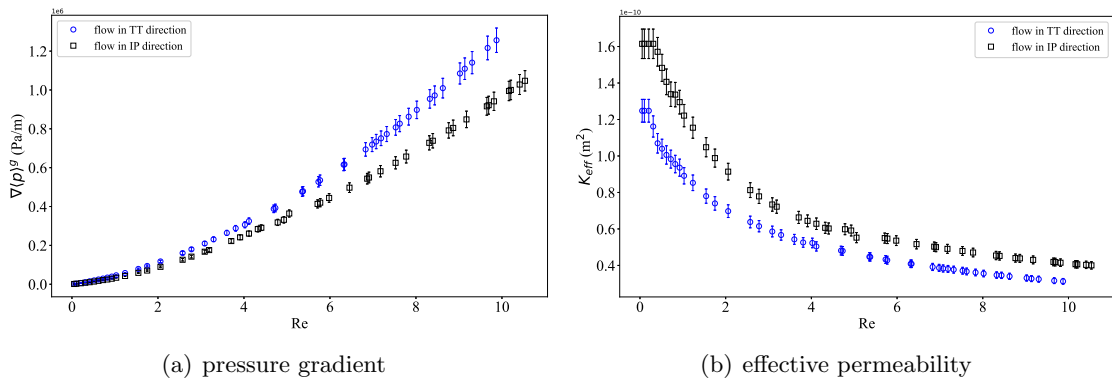 1e6
flow in TT direction
flow in IP direction
1.2
1.0
0.8
0.6
0.4
0.2
0.0
∇⟨p⟩ᵍ (Pa/m)
0 2 4 6 8 10
Re
(a) pressure gradient
1e−10
flow in TT direction
flow in IP direction
1.6
1.4
1.2
1.0
0.8
0.6
0.4
K_eff (m²)
0 2 4 6 8 10
Re
(b) effective permeability